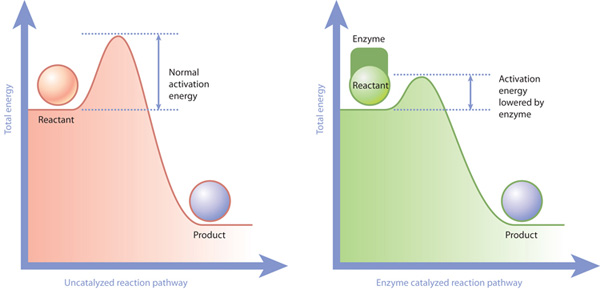 Total energy
Reactant
Normal
activation
energy
Product
Uncatalyzed reaction pathway
Total energy
Enzyme
Reactant
Activation
energy
lowered by
enzyme
Product
Enzyme catalyzed reaction pathway